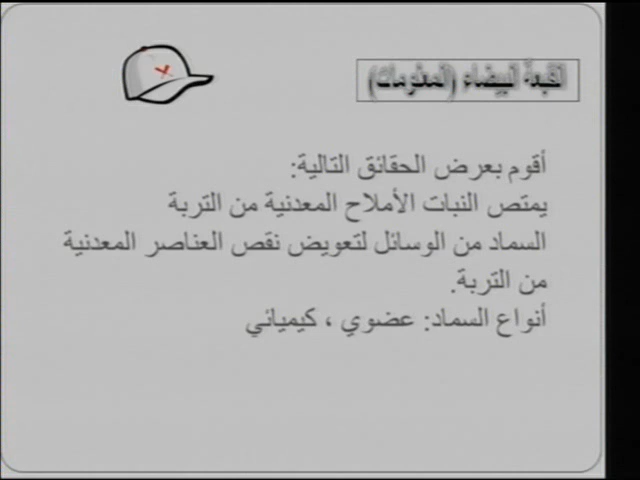 القبعة البيضاء (المعلومات)
أقوم بعرض الحقائق التالية:
يمتص النبات الأملاح المعدنية من التربة
السماد من الوسائل لتعويض نقص العناصر المعدنية
من التربة.
أنواع السماد: عضوي ، كيميائي